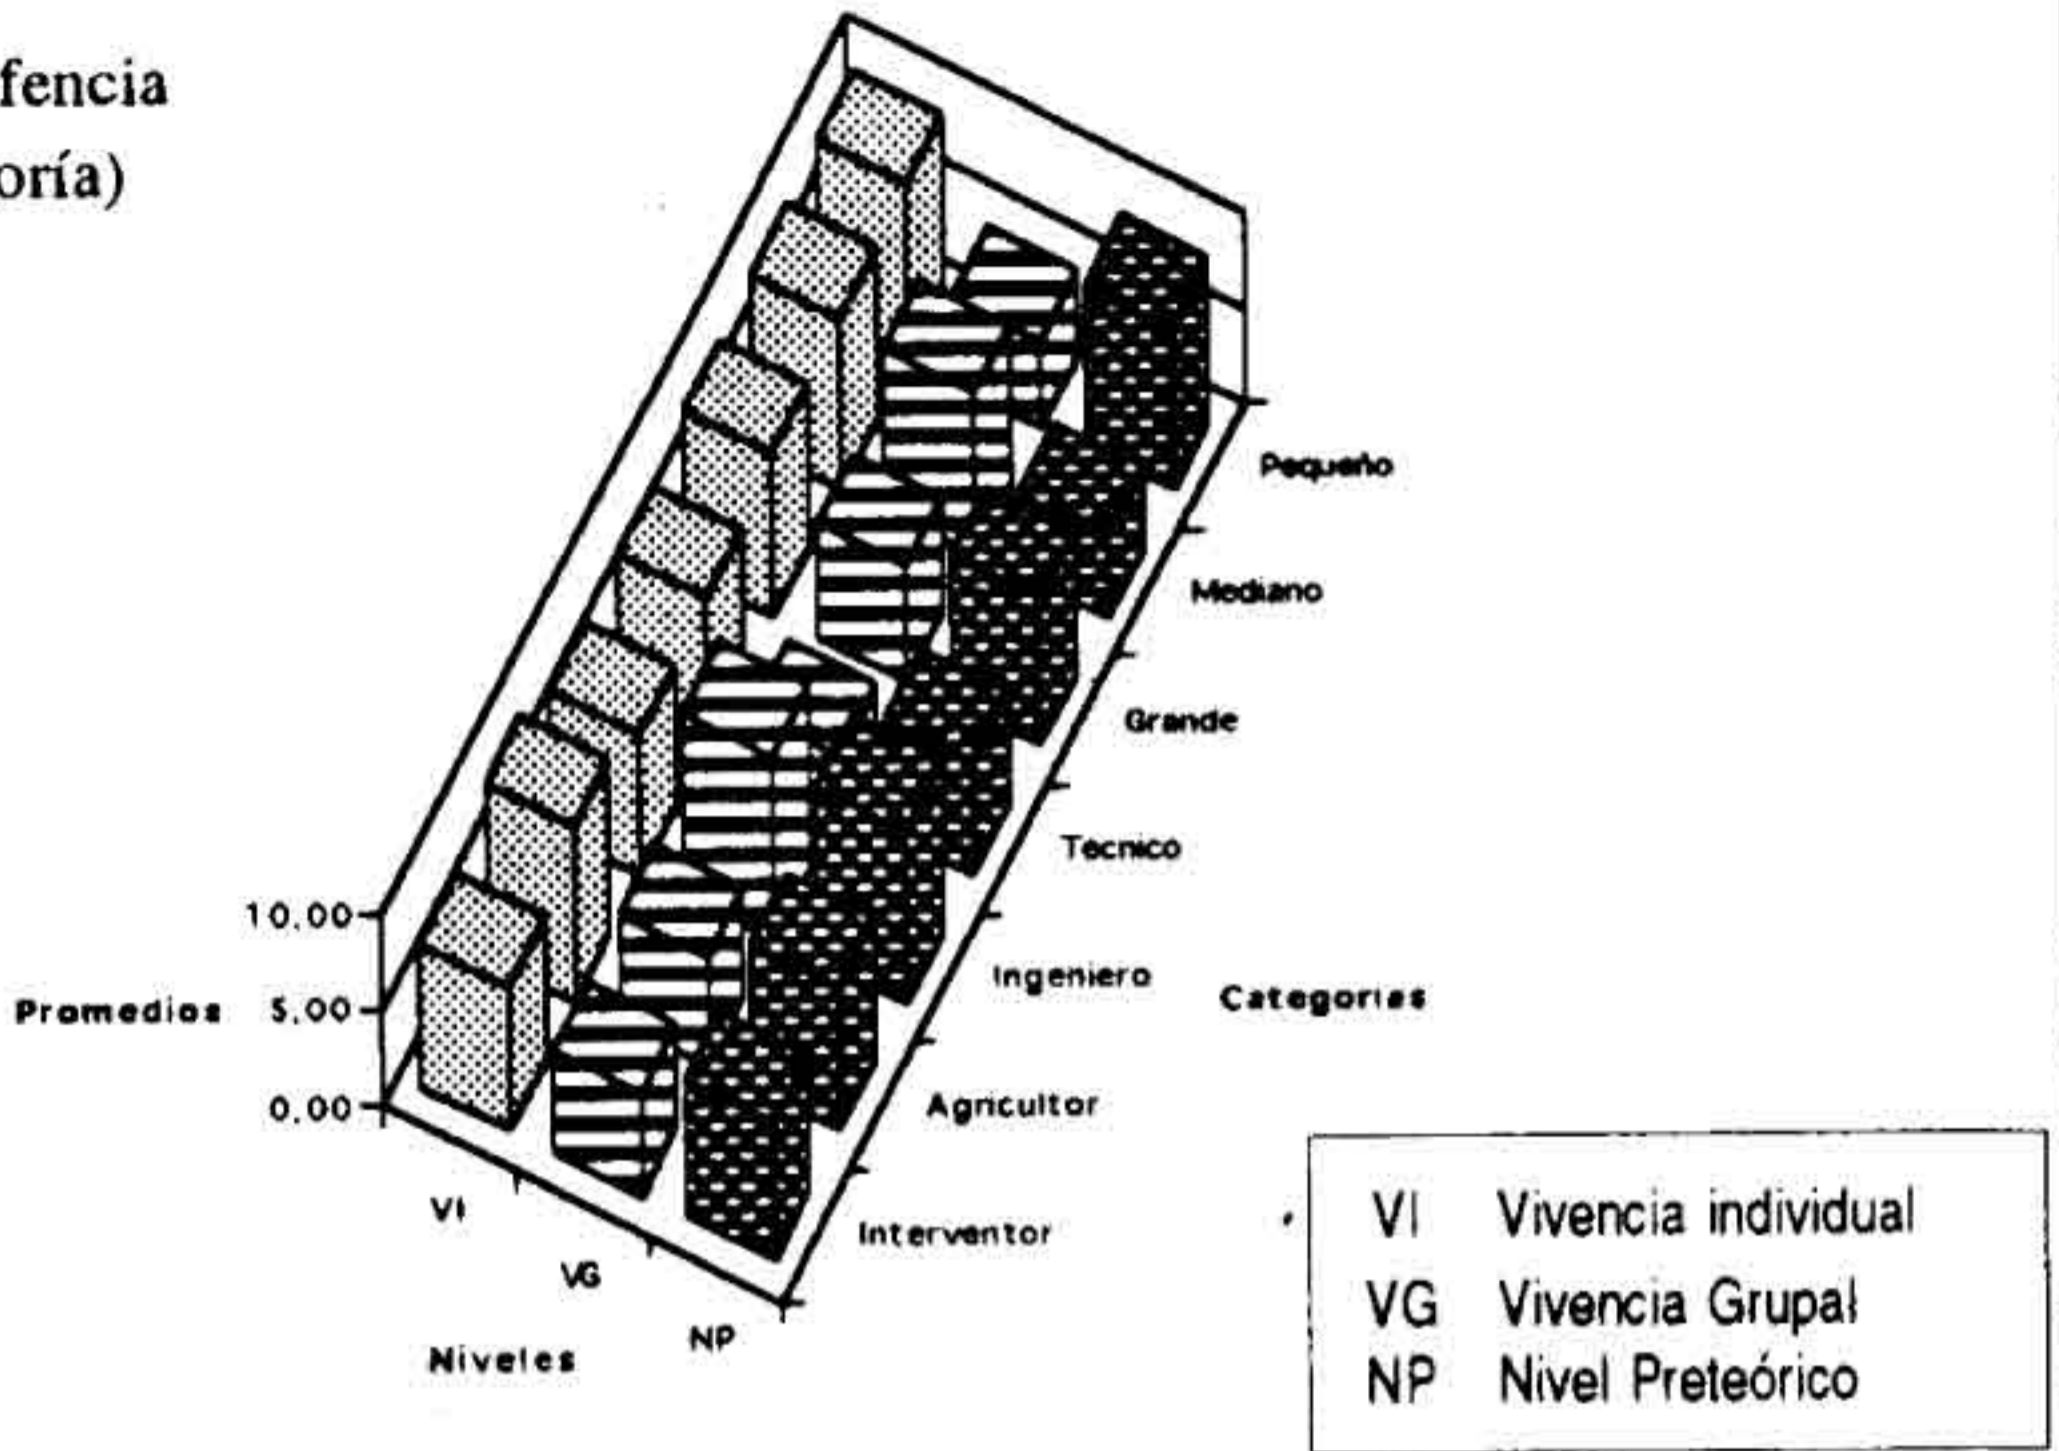 fencia
oría)
10.00
Promedios 5.00
0.00
VI
VG
NP
Niveles
Pequeño
Mediano
Grande
Tecnico
Ingeniero
Categorias
Agricultor
Interventor
VI Vivencia individual
VG Vivencia Grupal
NP Nivel Preteórico